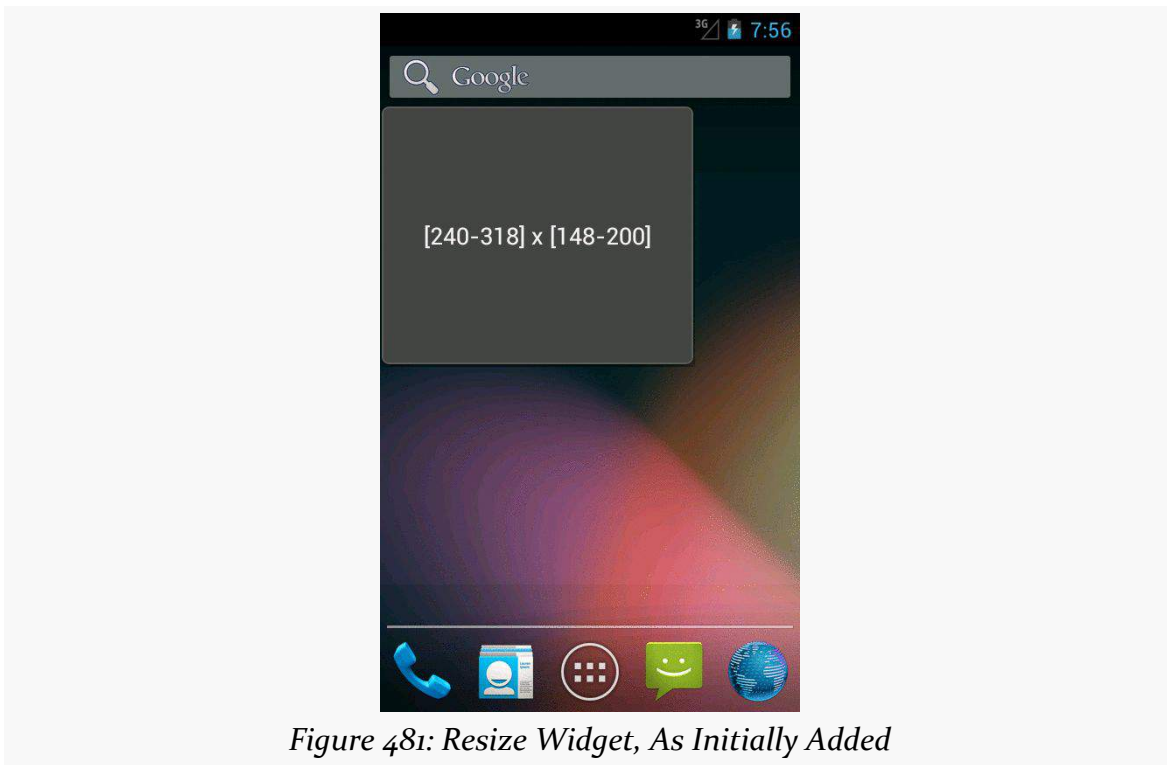 3G 7:56
Google
[240-318] x [148-200]
Figure 481: Resize Widget, As Initially Added